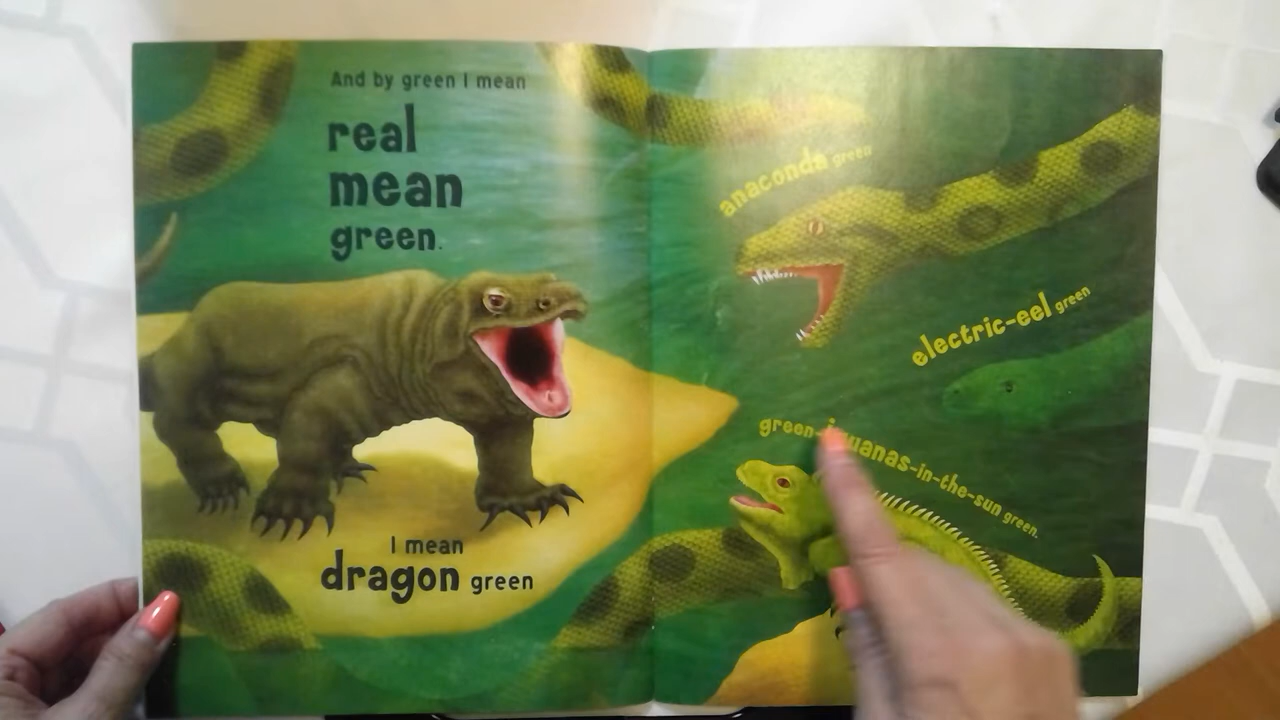 And by green I mean
real
mean
green.
I mean
dragon green
anaconda green
electric-eel green
green-iguanas-in-the-sun green.